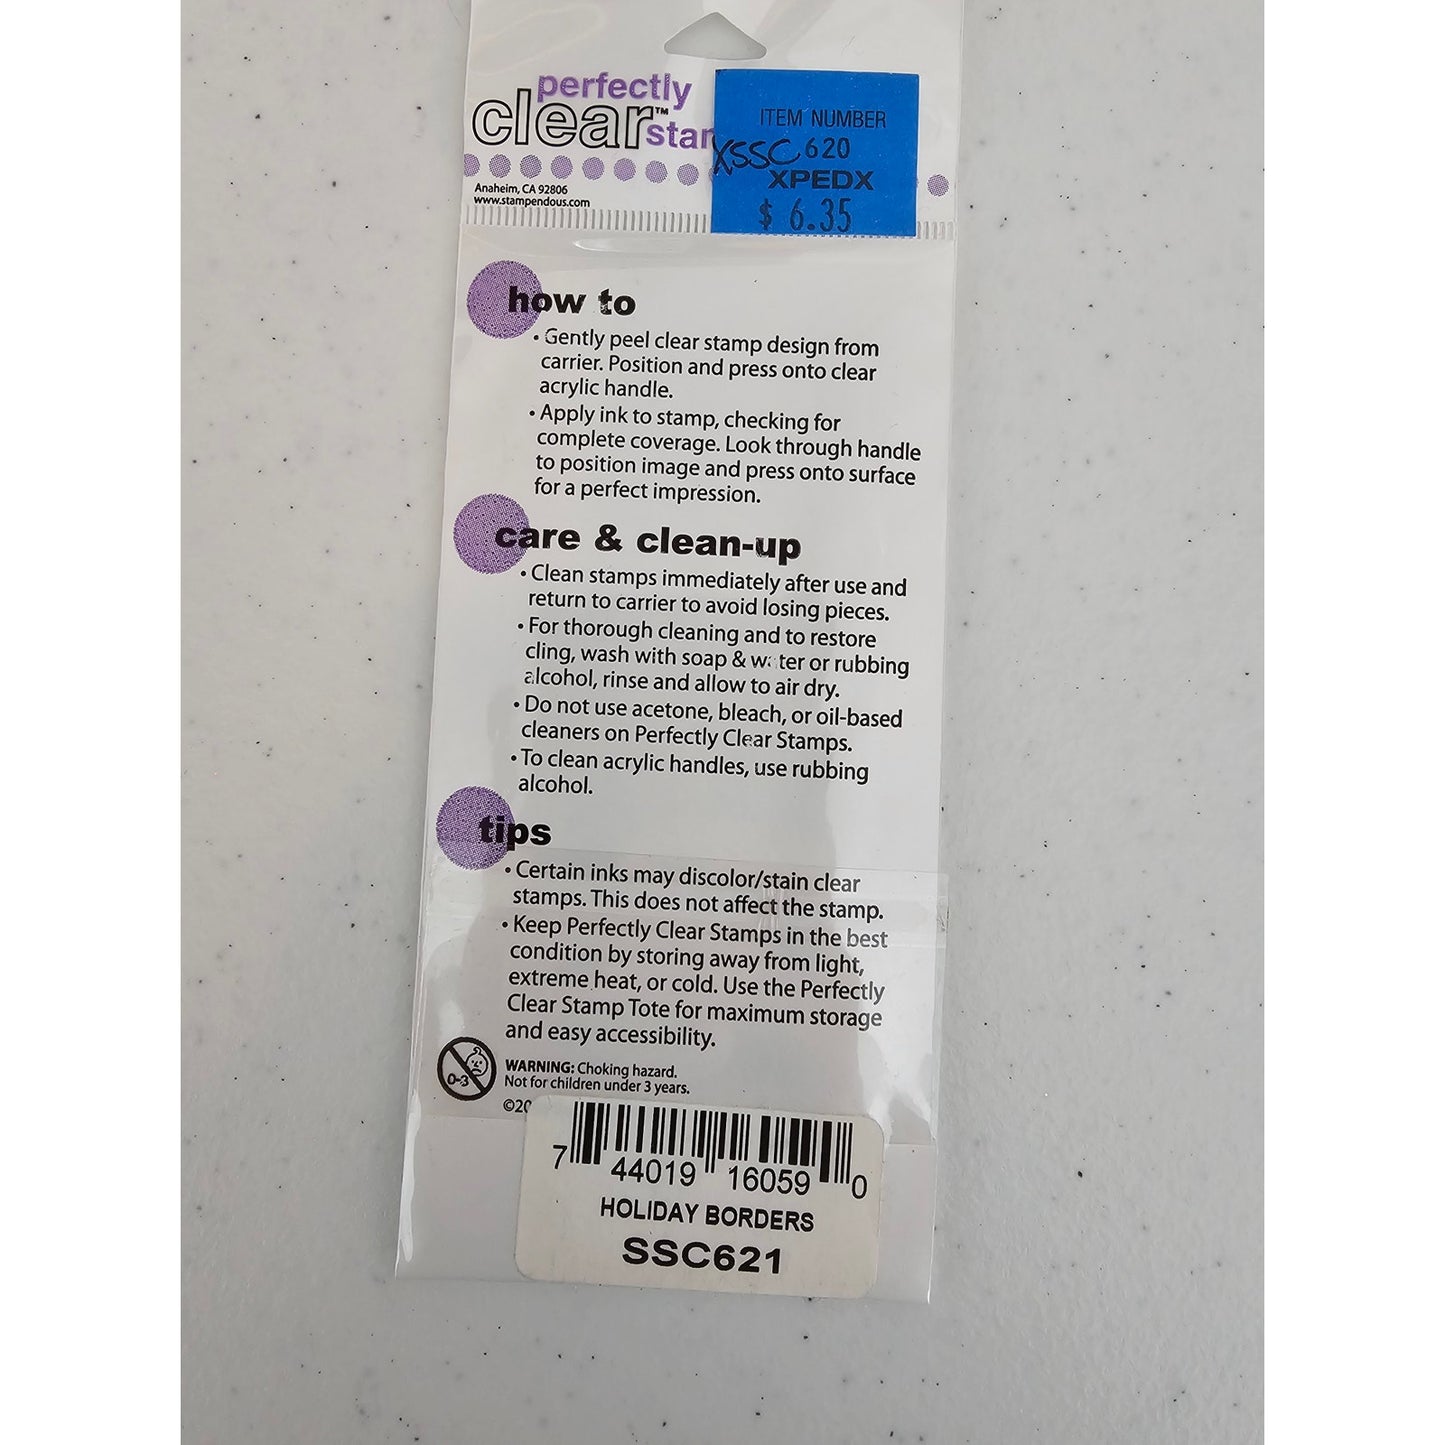 perfectly
clear™ star
ITEM NUMBER
XSSC 620
XPEDX
$ 6.35
Anaheim, CA 92806
www.stampendous.com
how to
• Gently peel clear stamp design from
carrier. Position and press onto clear
acrylic handle.
• Apply ink to stamp, checking for
complete coverage. Look through handle
to position image and press onto surface
for a perfect impression.
care & clean-up
• Clean stamps immediately after use and
return to carrier to avoid losing pieces.
• For thorough cleaning and to restore
cling, wash with soap & water or rubbing
alcohol, rinse and allow to air dry.
• Do not use acetone, bleach, or oil-based
cleaners on Perfectly Clear Stamps.
• To clean acrylic handles, use rubbing
alcohol.
tips
• Certain inks may discolor/stain clear
stamps. This does not affect the stamp.
• Keep Perfectly Clear Stamps in the best
condition by storing away from light,
extreme heat, or cold. Use the Perfectly
Clear Stamp Tote for maximum storage
and easy accessibility.
0-3
WARNING: Choking hazard.
Not for children under 3 years.
©20
7 44019 16059 0
HOLIDAY BORDERS
SSC621